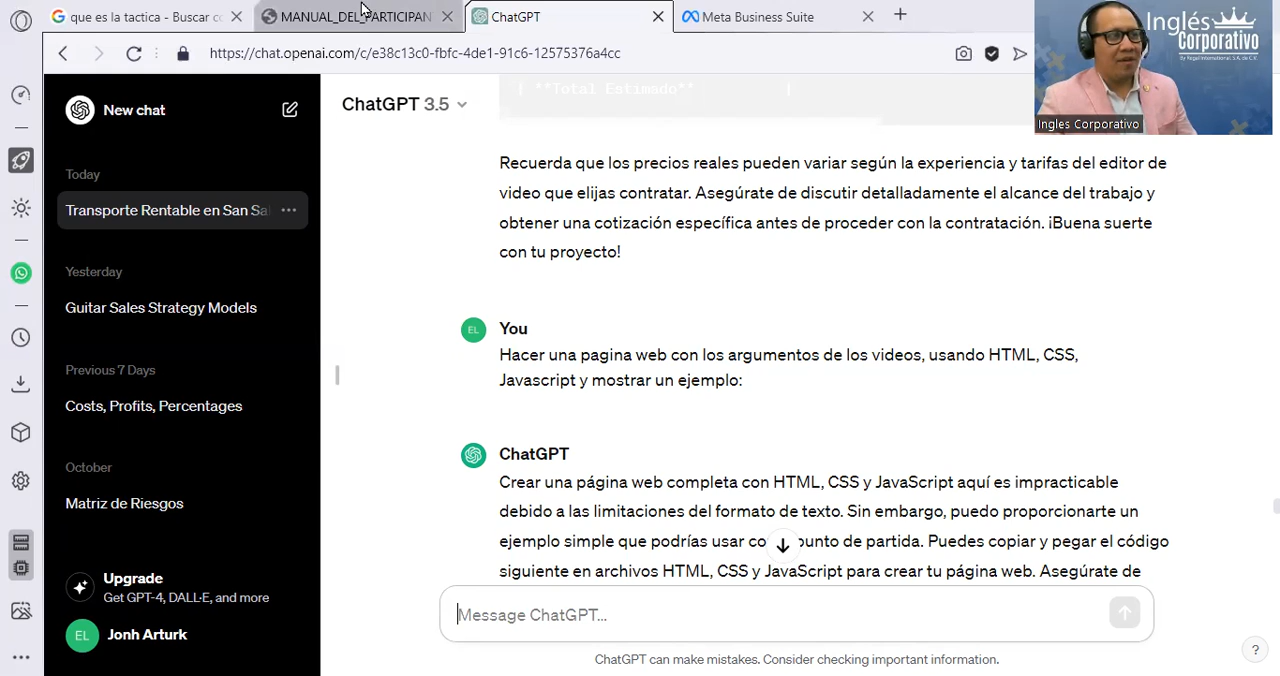 que es la tactica - Buscar c
MANUAL_DEL_PARTICIPAN
ChatGPT
Meta Business Suite
https://chat.openai.com/c/e38c13c0-fbfc-4de1-91c6-12575376a4cc
Inglés
Corporativo
By Regal International, S.A. de C.V.
Ingles Corporativo
New chat
Today
Transporte Rentable en San Sa
Yesterday
Guitar Sales Strategy Models
Previous 7 Days
Costs, Profits, Percentages
October
Matriz de Riesgos
Upgrade
Get GPT-4, DALL·E, and more
EL
Jonh Arturk
ChatGPT 3.5
| **Total Estimado** |
Recuerda que los precios reales pueden variar según la experiencia y tarifas del editor de
video que elijas contratar. Asegúrate de discutir detalladamente el alcance del trabajo y
obtener una cotización específica antes de proceder con la contratación. ¡Buena suerte
con tu proyecto!
EL
You
Hacer una pagina web con los argumentos de los videos, usando HTML, CSS,
Javascript y mostrar un ejemplo:
ChatGPT
Crear una página web completa con HTML, CSS y JavaScript aquí es impracticable
debido a las limitaciones del formato de texto. Sin embargo, puedo proporcionarte un
ejemplo simple que podrías usar co punto de partida. Puedes copiar y pegar el código
siguiente en archivos HTML, CSS y JavaScript para crear tu página web. Asegúrate de
Message ChatGPT...
ChatGPT can make mistakes. Consider checking important information.
?